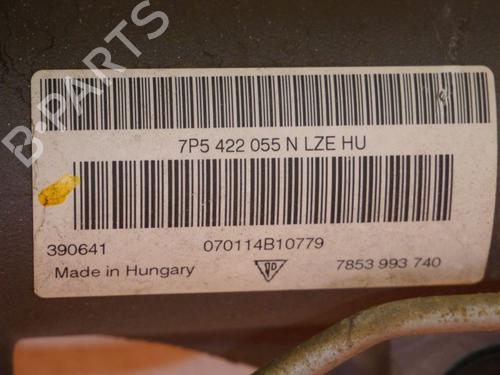 B-PARTS
7P5 422 055 N LZE HU
390641
070114B10779
Made in Hungary
7853 993 740